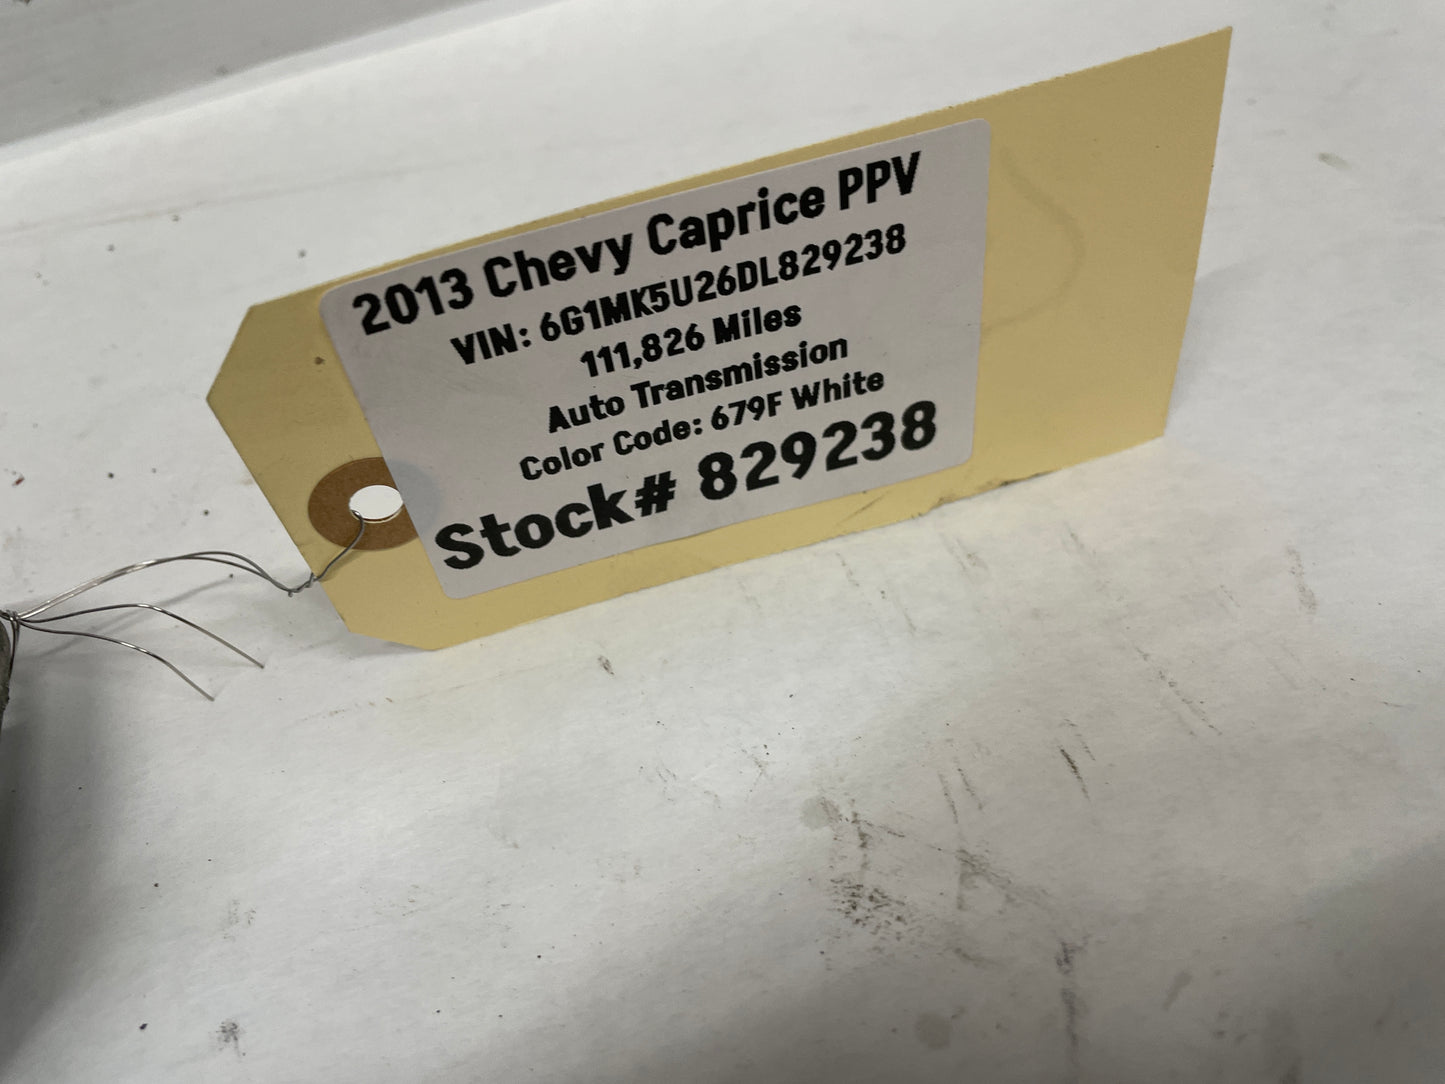 2013 Chevy Caprice PPV
VIN: 6G1MK5U26DL829238
111,826 Miles
Auto Transmission
Color Code: 679F White
Stock# 829238